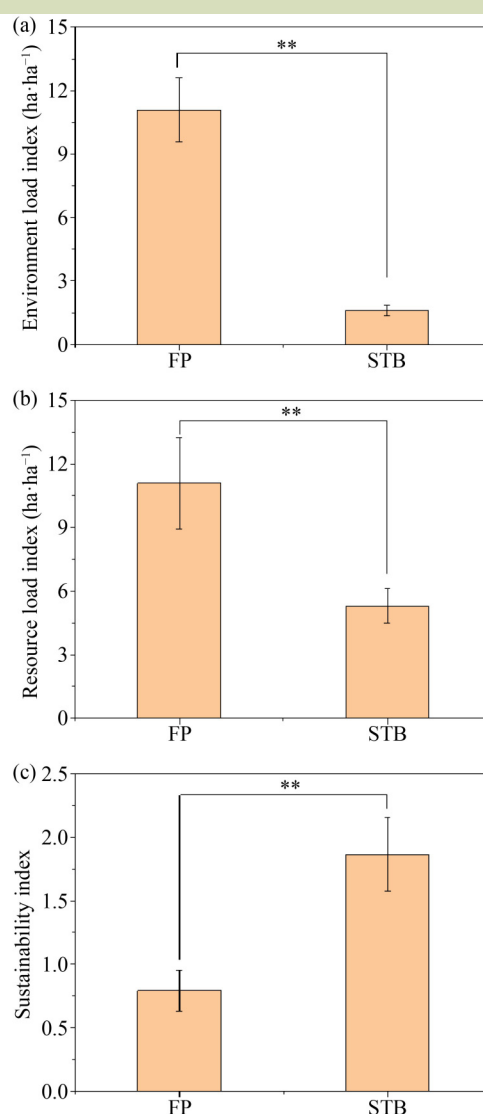 (a)
Environment load index (ha·ha⁻¹)
15
12
9
6
3
0
**
FP
STB
(b)
Resource load index (ha·ha⁻¹)
15
12
9
6
3
0
**
FP
STB
(c)
Sustainability index
2.5
2.0
1.5
1.0
0.5
0.0
**
FP
STB